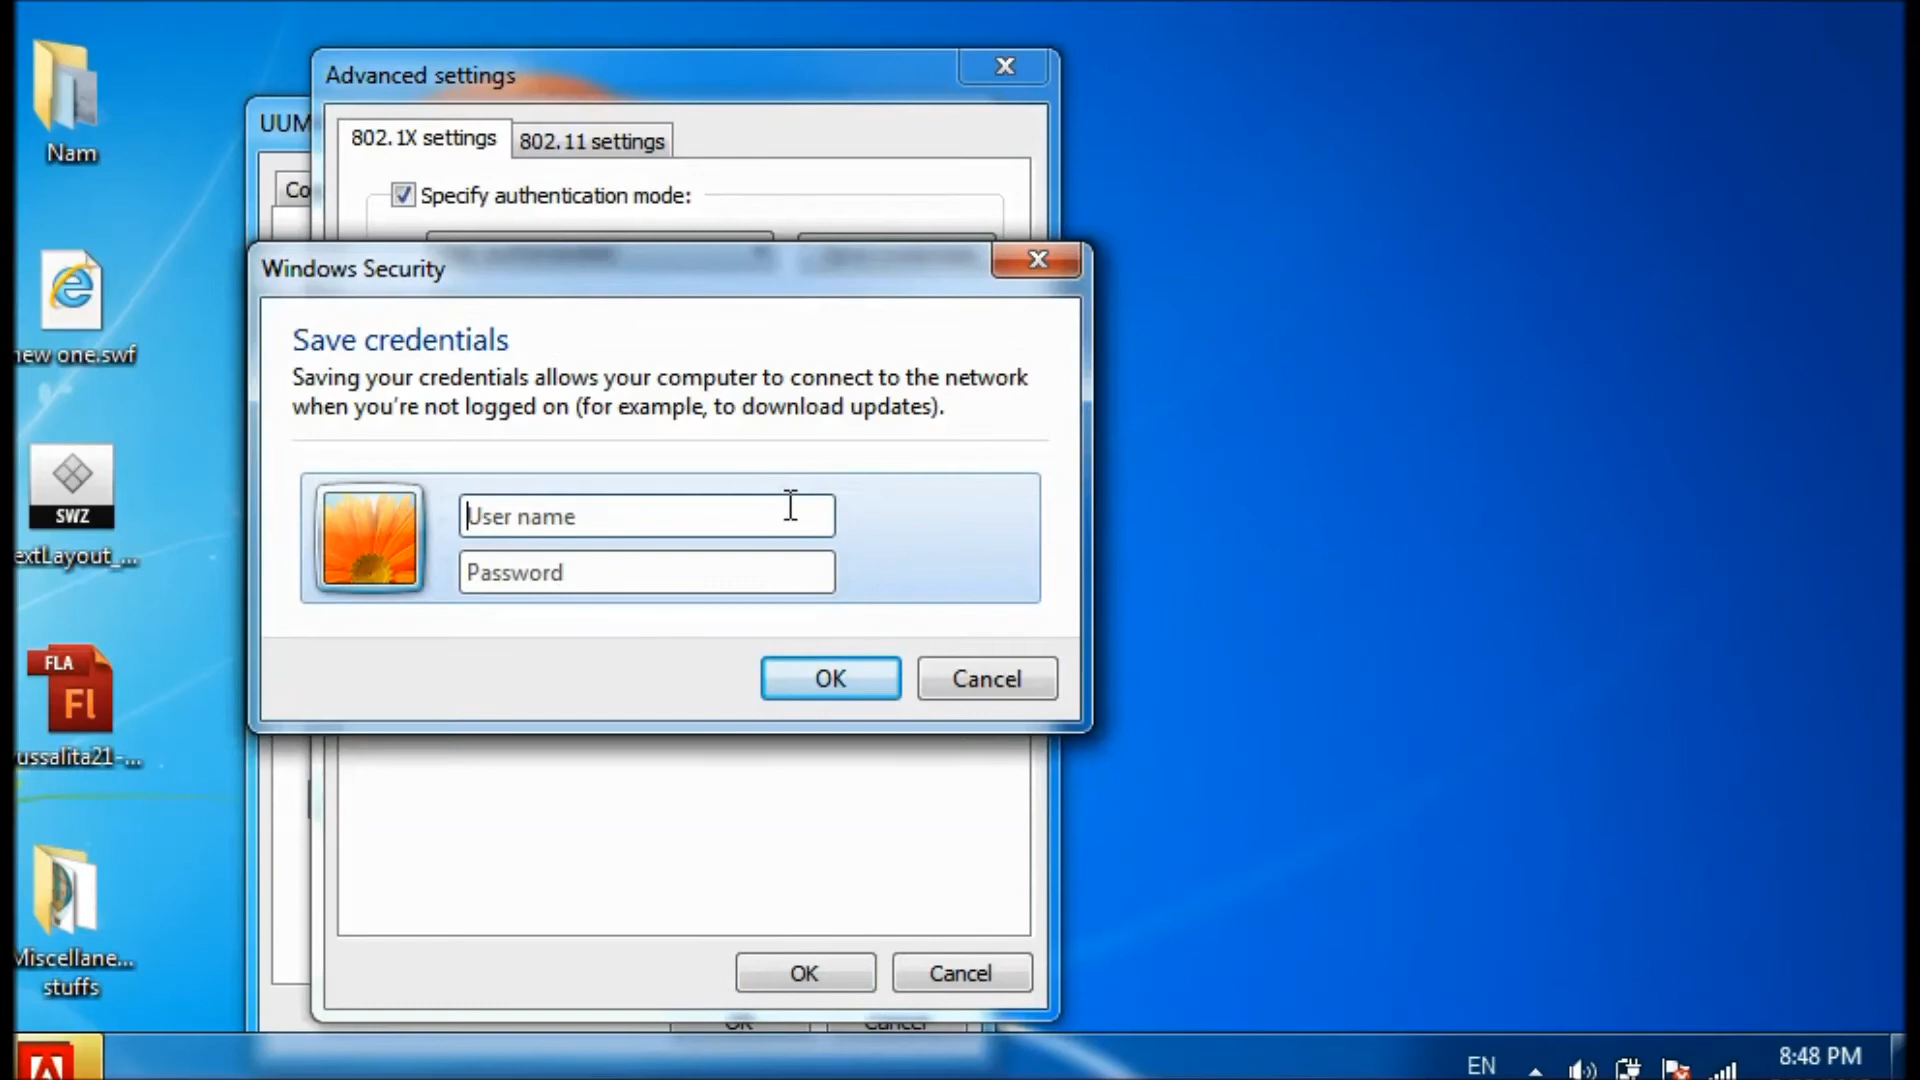 Nam
new one.swf
SWZ
extLayout_...
FLA
Fl
ussalita21-...
Miscellane...
stuffs
UUM
Co
Advanced settings
802.1X settings
802.11 settings
Specify authentication mode:
Windows Security
Save credentials
Saving your credentials allows your computer to connect to the network
when you're not logged on (for example, to download updates).
User name
Password
OK
Cancel
OK
Cancel
OK
Cancel
EN
8:48 PM